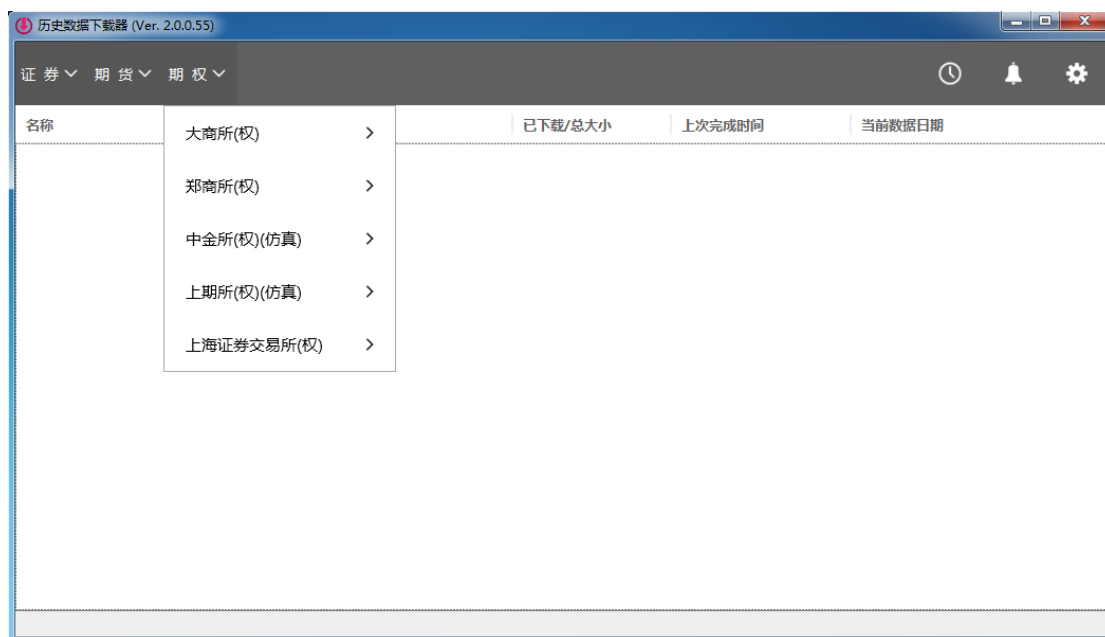 历史数据下载器 (Ver. 2.0.0.55)
证 券 期 货 期 权
名称 已下载/总大小 上次完成时间 当前数据日期
大商所(权)
郑商所(权)
中金所(权)(仿真)
上期所(权)(仿真)
上海证券交易所(权)